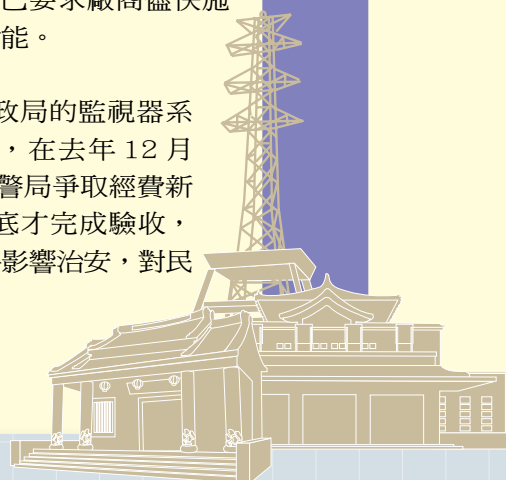 已要求廠商儘快施
能。
政局的監視器系
，在去年 12 月
警局爭取經費新
底才完成驗收，
影響治安，對民